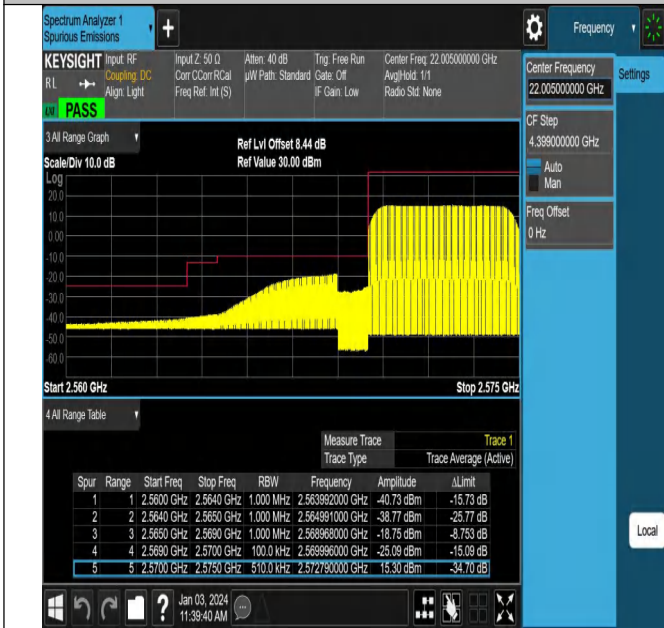 Spectrum Analyzer 1
Spurious Emissions
+
Frequency
KEYSIGHT Input: RF Input Z: 50 Ω Atten: 40 dB Trig: Free Run Center Freq: 22.005000000 GHz
RL Coupling: DC Corr CCorr RCal µW Path: Standard Gate: Off Avg|Hold: 1/1
Align: Light Freq Ref: Int (S) IF Gain: Low Radio Std: None
LXI PASS
Center Frequency
22.005000000 GHz
Settings
CF Step
4.399000000 GHz
Auto
Man
Freq Offset
0 Hz
3 All Range Graph
Ref Lvl Offset 8.44 dB
Scale/Div 10.0 dB Ref Value 30.00 dBm
Log
20.0
10.0
0.00
-10.0
-20.0
-30.0
-40.0
-50.0
-60.0
Start 2.560 GHz Stop 2.575 GHz
4 All Range Table
Measure Trace Trace 1
Trace Type Trace Average (Active)
Spur Range Start Freq Stop Freq RBW Frequency Amplitude ΔLimit
1 1 2.5600 GHz 2.5640 GHz 1.000 MHz 2.563992000 GHz -40.73 dBm -15.73 dB
2 2 2.5640 GHz 2.5650 GHz 1.000 MHz 2.564991000 GHz -38.77 dBm -25.77 dB
3 3 2.5650 GHz 2.5690 GHz 1.000 MHz 2.568968000 GHz -18.75 dBm -8.753 dB
4 4 2.5690 GHz 2.5700 GHz 100.0 kHz 2.569996000 GHz -25.09 dBm -15.09 dB
5 5 2.5700 GHz 2.5750 GHz 510.0 kHz 2.572790000 GHz 15.30 dBm -34.70 dB
Local
Jan 03, 2024
11:39:40 AM